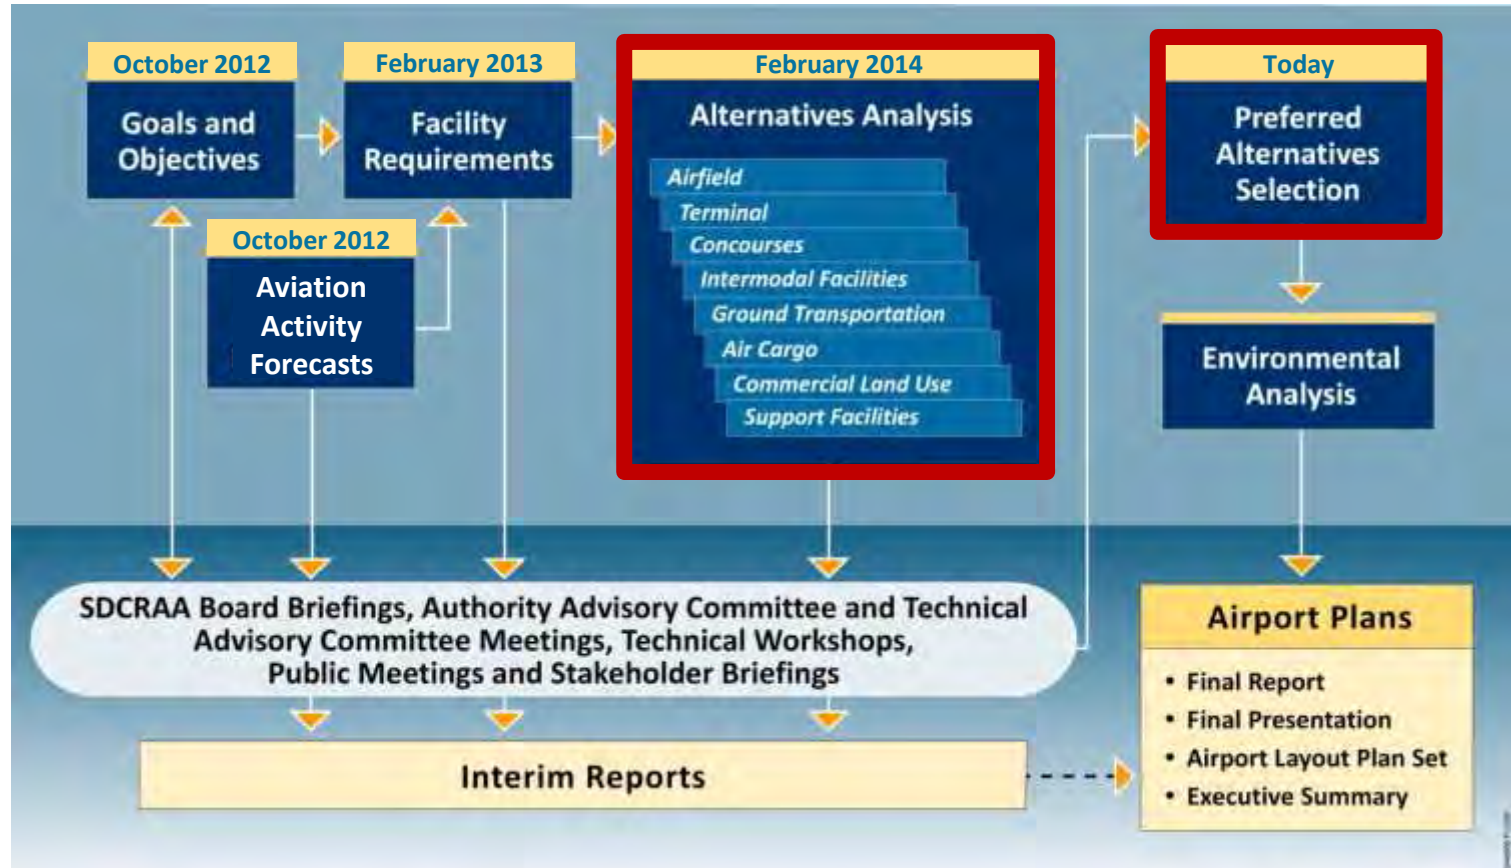 October 2012
Goals and
Objectives
February 2013
Facility
Requirements
October 2012
Aviation
Activity
Forecasts
February 2014
Alternatives Analysis
Airfield
Terminal
Concourses
Intermodal Facilities
Ground Transportation
Air Cargo
Commercial Land Use
Support Facilities
Today
Preferred
Alternatives
Selection
Environmental
Analysis
SDCRAA Board Briefings, Authority Advisory Committee and Technical
Advisory Committee Meetings, Technical Workshops,
Public Meetings and Stakeholder Briefings
Interim Reports
Airport Plans
• Final Report
• Final Presentation
• Airport Layout Plan Set
• Executive Summary